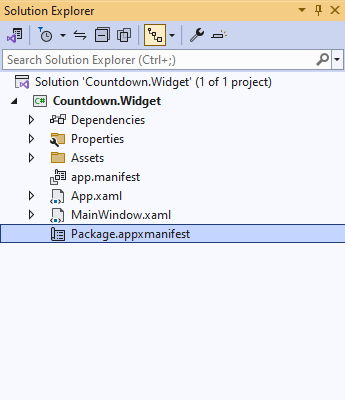 Solution Explorer
Search Solution Explorer (Ctrl+;)
Solution 'Countdown.Widget' (1 of 1 project)
C# Countdown.Widget
Dependencies
Properties
Assets
app.manifest
App.xaml
MainWindow.xaml
Package.appxmanifest